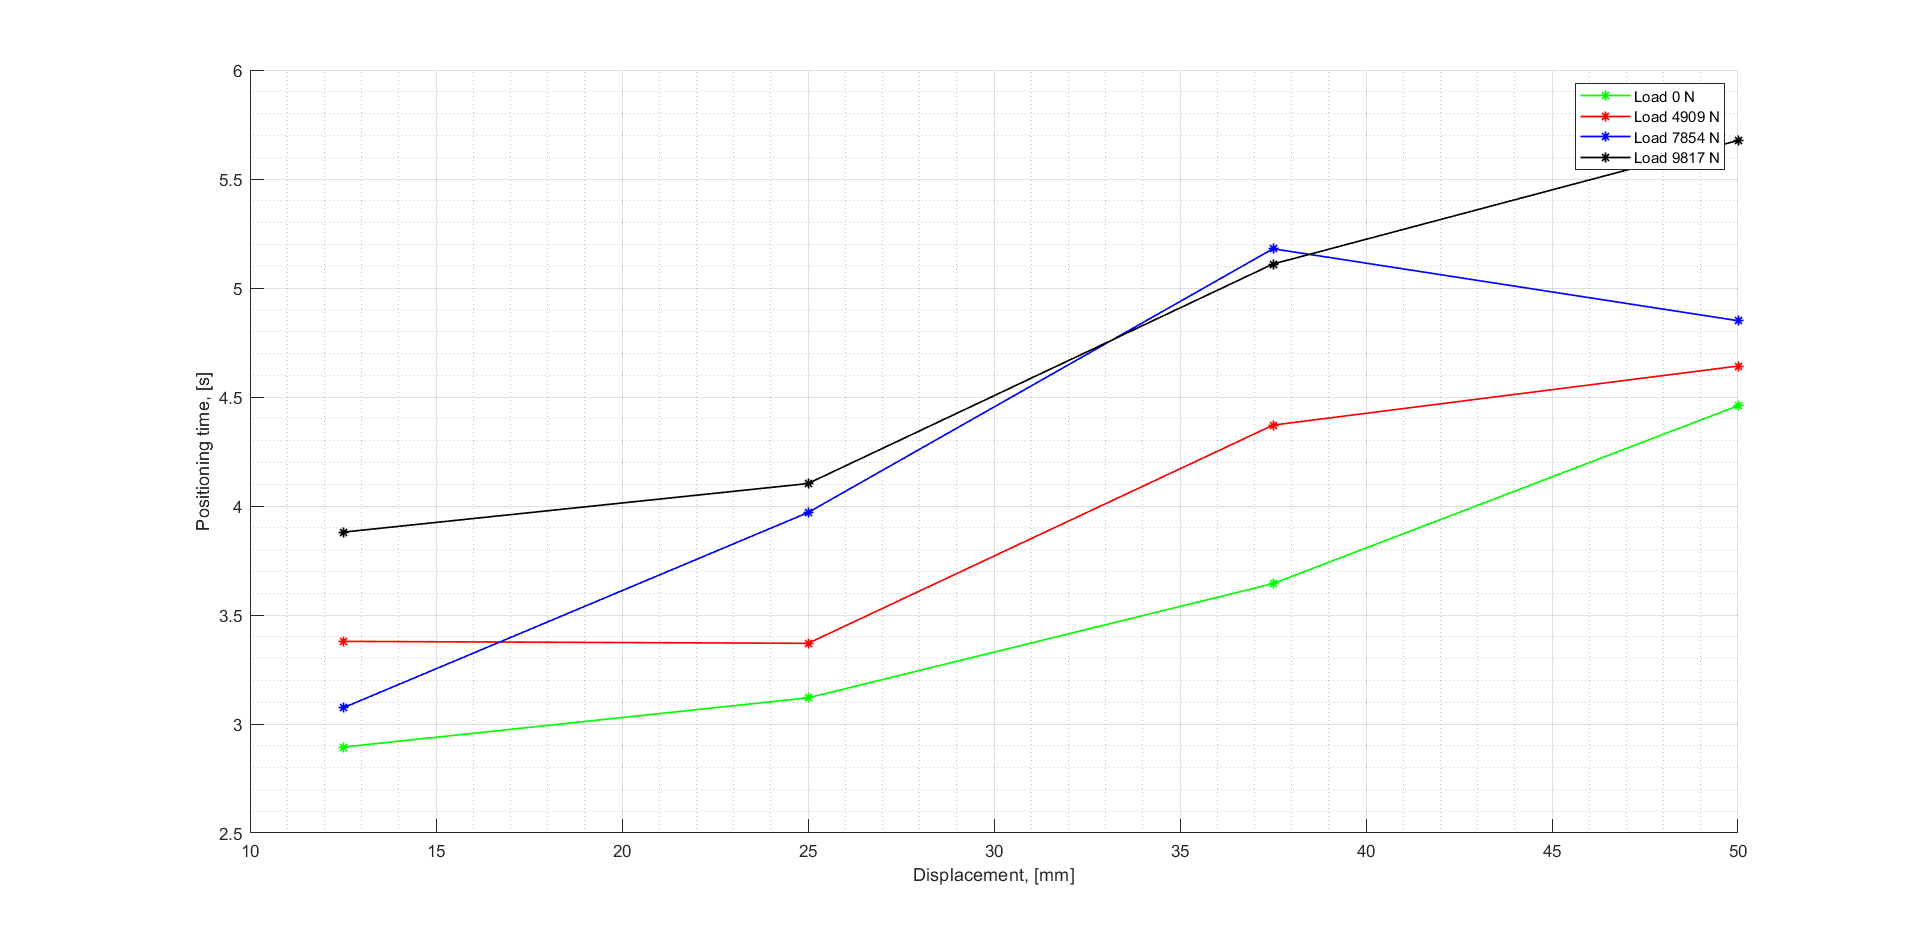 6
5.5
5
4.5
4
3.5
3
2.5
Positioning time, [s]
10 15 20 25 30 35 40 45 50
Displacement, [mm]
Load 0 N
Load 4909 N
Load 7854 N
Load 9817 N